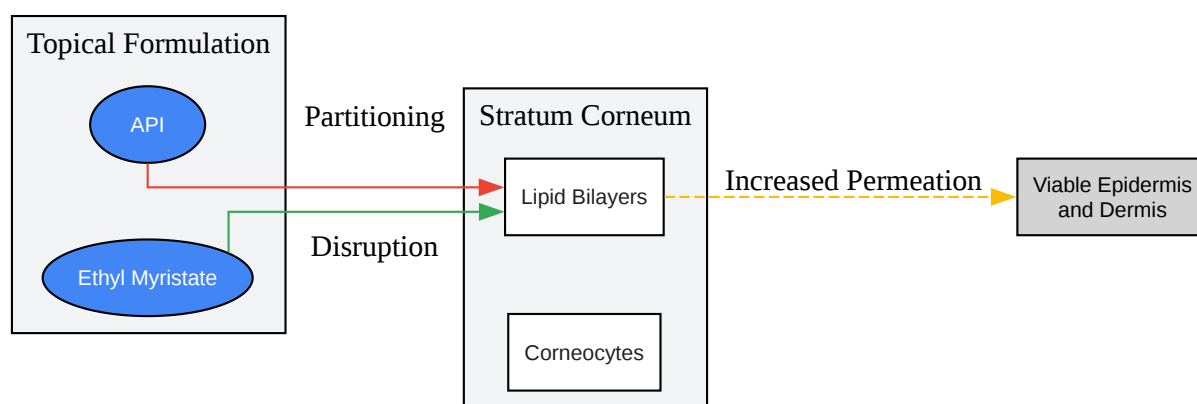 Topical Formulation
API
Ethyl Myristate
Partitioning
Disruption
Stratum Corneum
Lipid Bilayers
Corneocytes
Increased Permeation
Viable Epidermis
and Dermis